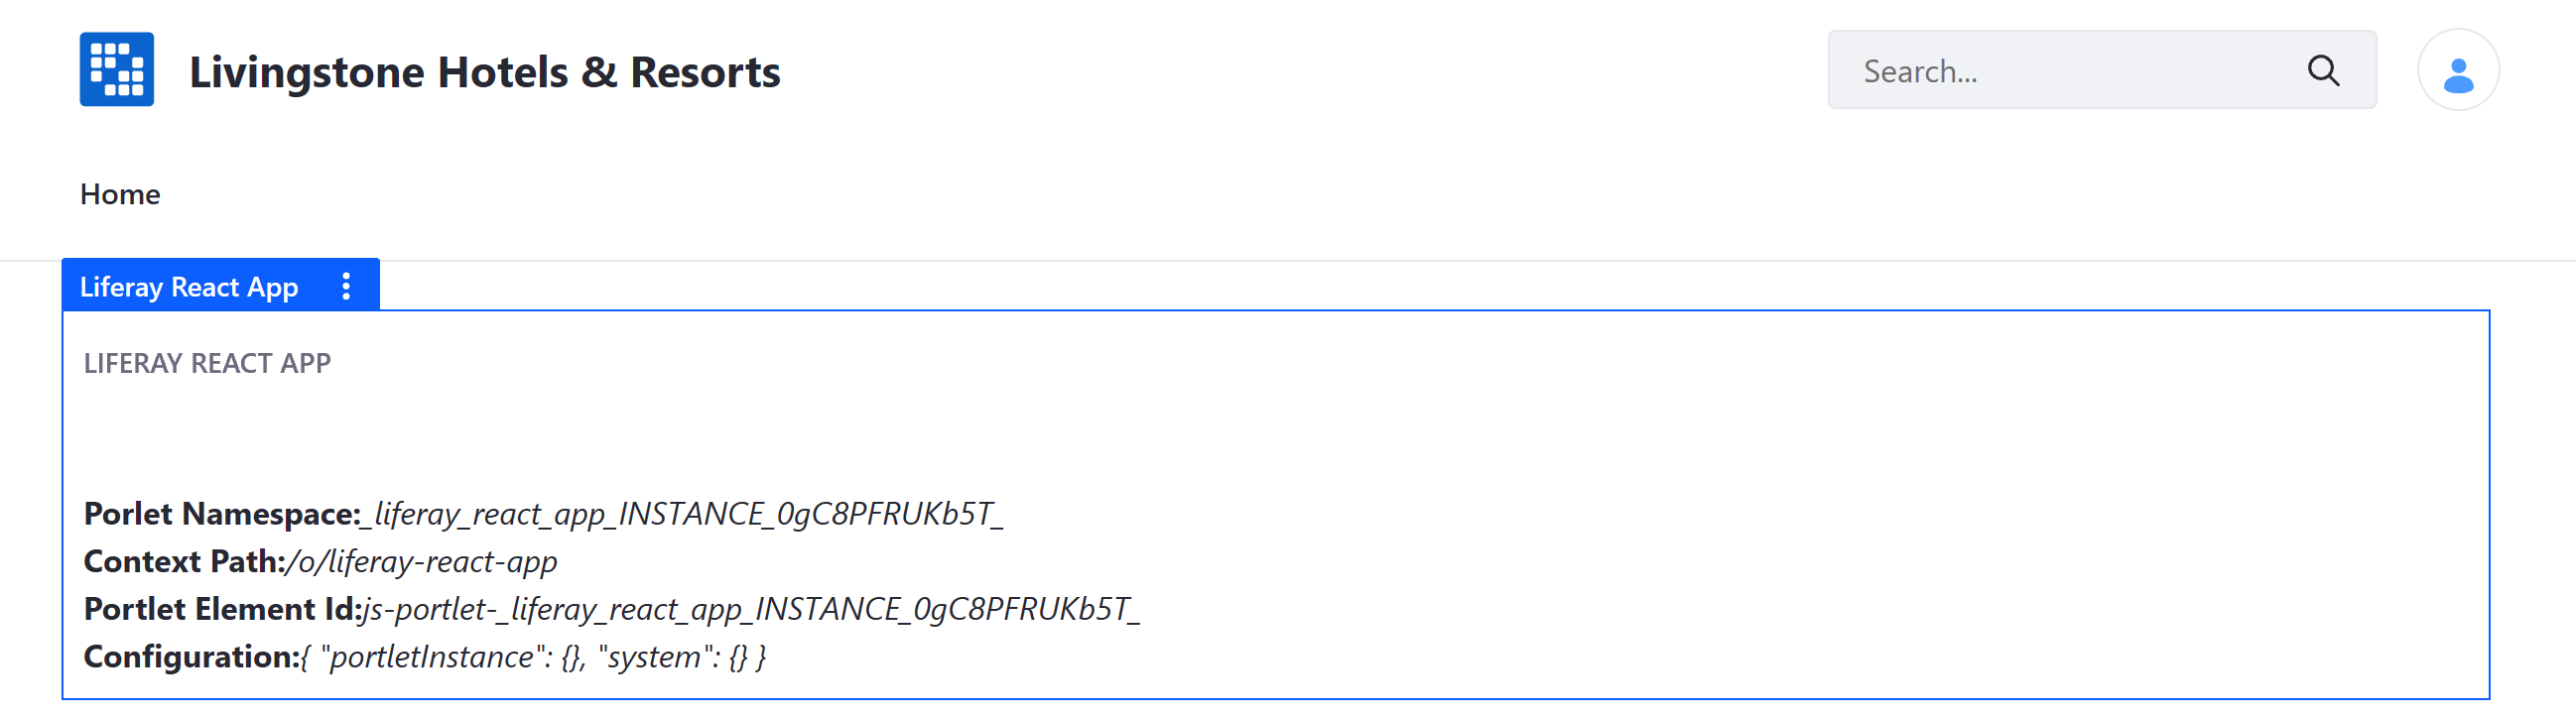 Livingstone Hotels & Resorts
Search...
Home
Liferay React App
LIFERAY REACT APP
Porlet Namespace:_liferay_react_app_INSTANCE_0gC8PFRUKb5T_
Context Path:/o/liferay-react-app
Portlet Element Id:js-portlet-_liferay_react_app_INSTANCE_0gC8PFRUKb5T_
Configuration:{ "portletInstance": {}, "system": {} }